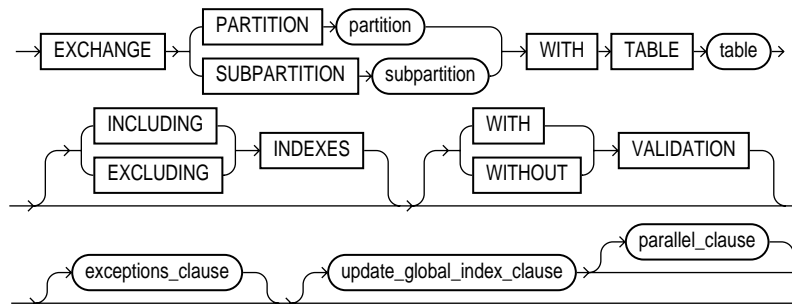 EXCHANGE PARTITION partition WITH TABLE table
SUBPARTITION subpartition
INCLUDING INDEXES WITH VALIDATION
EXCLUDING WITHOUT
parallel_clause
exceptions_clause update_global_index_clause